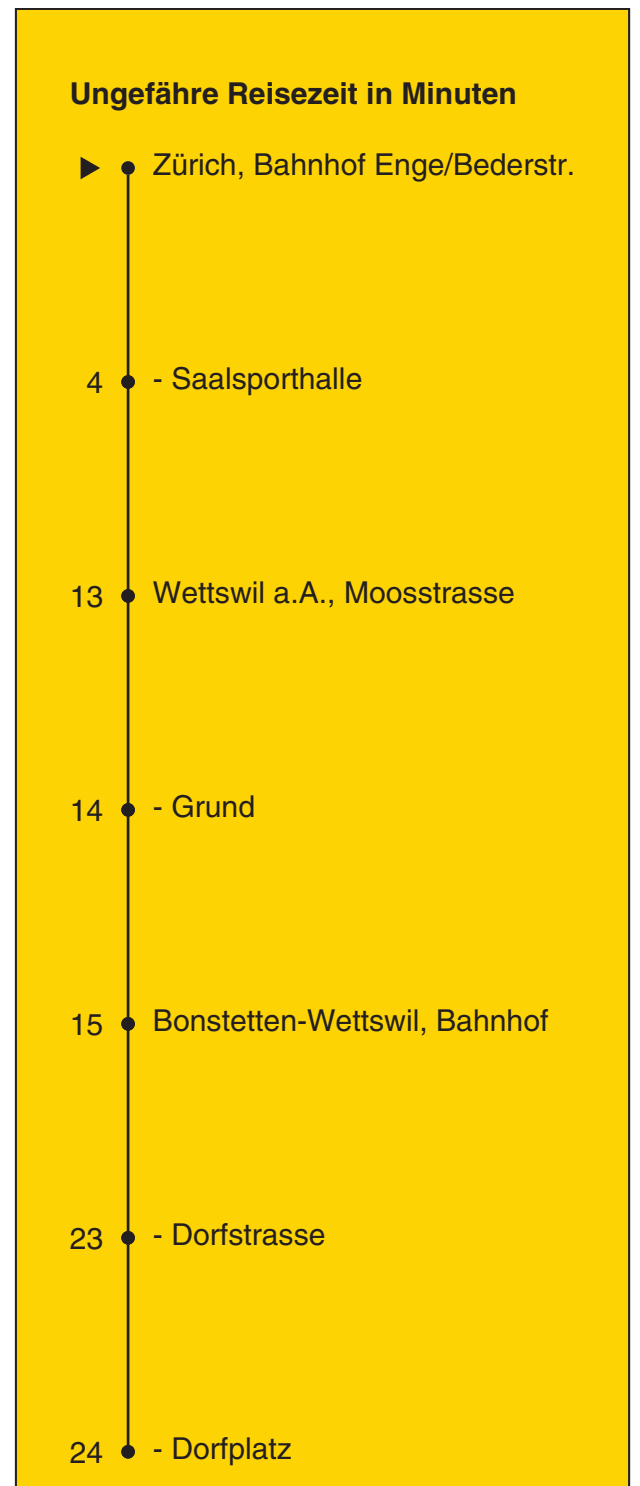 Ungefähre Reisezeit in Minuten
Zürich, Bahnhof Enge/Bederstr.
4 - Saalsporthalle
13 Wettswil a.A., Moosstrasse
14 - Grund
15 Bonstetten-Wettswil, Bahnhof
23 - Dorfstrasse
24 - Dorfplatz